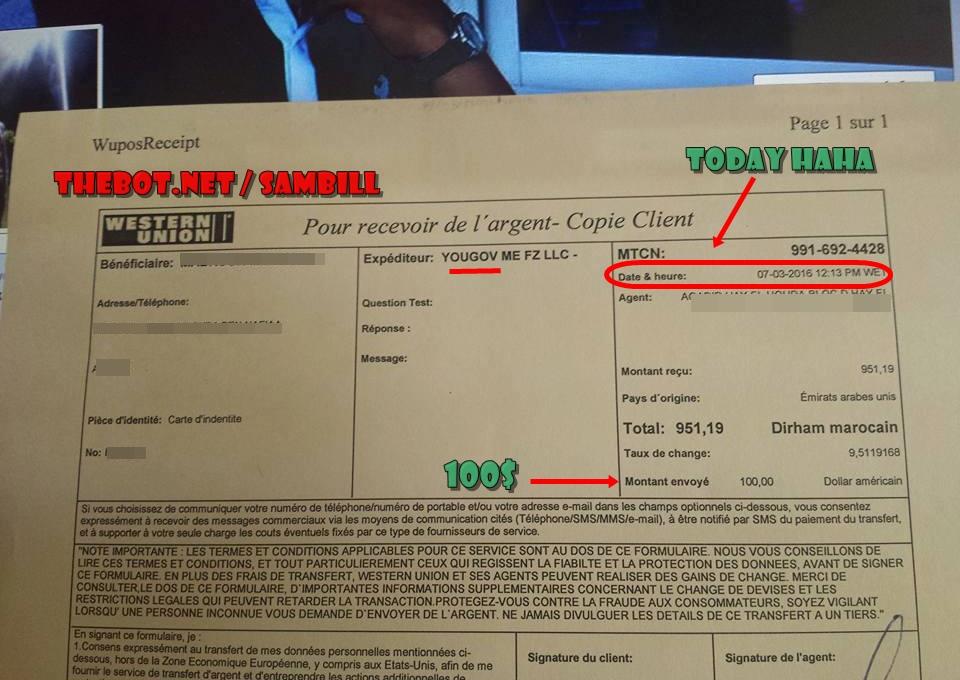 WuposReceipt
Page 1 sur 1
TODAY HAHA
THEBOT.NET / SAMBILL
WESTERN UNION
Pour recevoir de l´argent- Copie Client
Bénéficiaire:
Adresse/Téléphone:
Pièce d'identité: Carte d'indentite
No:
Expéditeur: YOUGOV ME FZ LLC -
Question Test:
Réponse :
Message:
MTCN: 991-692-4428
Date & heure: 07-03-2016 12:13 PM WET
Agent:
Montant reçu: 951,19
Pays d´origine: Émirats arabes unis
Total: 951,19 Dirham marocain
Taux de change: 9,5119168
100$
Montant envoyé 100,00 Dollar américain
Si vous choisissez de communiquer votre numéro de téléphone/numéro de portable et/ou votre adresse e-mail dans les champs optionnels ci-dessous, vous consentez
expressément à recevoir des messages commerciaux via les moyens de communication cités (Téléphone/SMS/MMS/e-mail), à être notifié par SMS du paiement du transfert,
et à supporter à votre seule charge les couts éventuels fixés par ce type de fournisseurs de service.
"NOTE IMPORTANTE : LES TERMES ET CONDITIONS APPLICABLES POUR CE SERVICE SONT AU DOS DE CE FORMULAIRE. NOUS VOUS CONSEILLONS DE
LIRE CES TERMES ET CONDITIONS, ET TOUT PARTICULIEREMENT CEUX QUI REGISSENT LA FIABILTE ET LA PROTECTION DES DONNEES, AVANT DE SIGNER
CE FORMULAIRE. EN PLUS DES FRAIS DE TRANSFERT, WESTERN UNION ET SES AGENTS PEUVENT REALISER DES GAINS DE CHANGE. MERCI DE
CONSULTER,LE DOS DE CE FORMULAIRE, D'IMPORTANTES INFORMATIONS SUPPLEMENTAIRES CONCERNANT LE CHANGE DE DEVISES ET LES
RESTRICTIONS LEGALES QUI PEUVENT RETARDER LA TRANSACTION.PROTEGEZ-VOUS CONTRE LA FRAUDE AUX CONSOMMATEURS, SOYEZ VIGILANT
LORSQU' UNE PERSONNE INCONNUE VOUS DEMANDE D'ENVOYER DE L'ARGENT. NE JAMAIS DIVULGUER LES DETAILS DE CE TRANSFERT A UN TIERS."
En signant ce formulaire, je :
1.Consens expressément au transfert de mes données personnelles mentionnées ci-
dessous, hors de la Zone Economique Européenne, y compris aux Etats-Unis, afin de me
fournir le service de transfert d'argent et d'entreprendre les actions additionnelles de
Signature du client:
Signature de l'agent: